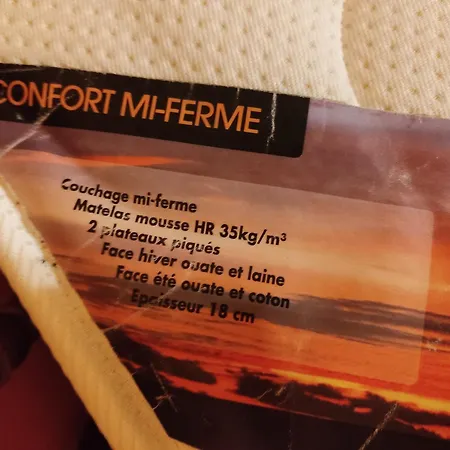 CONFORT MI-FERME
Couchage mi-ferme
Matelas mousse HR 35kg/m³
2 plateaux piqués
Face hiver ouate et laine
Face été ouate et coton
Epaisseur 18 cm